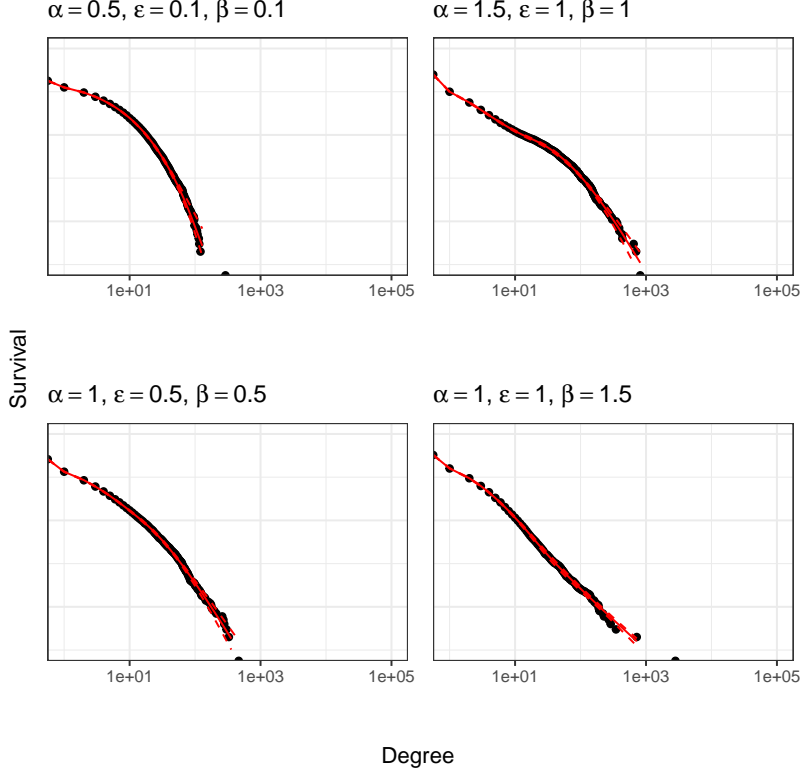 α = 0.5, ε = 0.1, β = 0.1
α = 1.5, ε = 1, β = 1
1e+01 1e+03 1e+05
1e+01 1e+03 1e+05
Survival
α = 1, ε = 0.5, β = 0.5
α = 1, ε = 1, β = 1.5
1e+01 1e+03 1e+05
1e+01 1e+03 1e+05
Degree